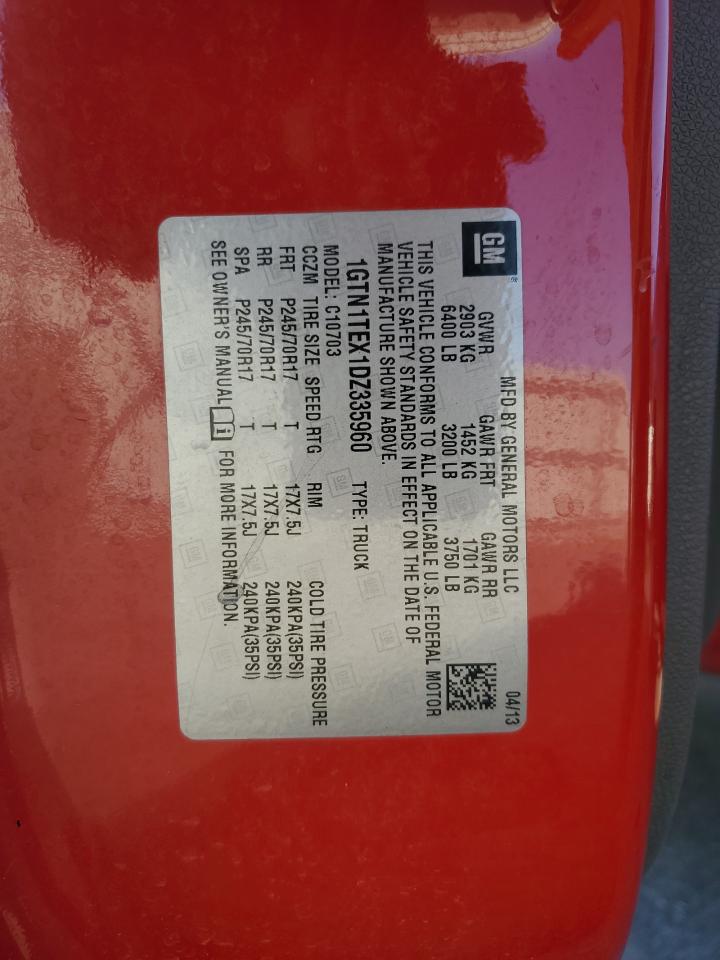 GM
MFD BY GENERAL MOTORS LLC 04/13
GVWR GAWR FRT GAWR RR
2903 KG 1452 KG 1701 KG
6400 LB 3200 LB 3750 LB
THIS VEHICLE CONFORMS TO ALL APPLICABLE U.S. FEDERAL MOTOR
VEHICLE SAFETY STANDARDS IN EFFECT ON THE DATE OF
MANUFACTURE SHOWN ABOVE.
1GTN1TEX1DZ335960 TYPE: TRUCK
MODEL: C10703
CCZM TIRE SIZE SPEED RTG RIM COLD TIRE PRESSURE
FRT P245/70R17 T 17X7.5J 240KPA(35PSI)
RR P245/70R17 T 17X7.5J 240KPA(35PSI)
SPA P245/70R17 T 17X7.5J 240KPA(35PSI)
SEE OWNER'S MANUAL i FOR MORE INFORMATION.